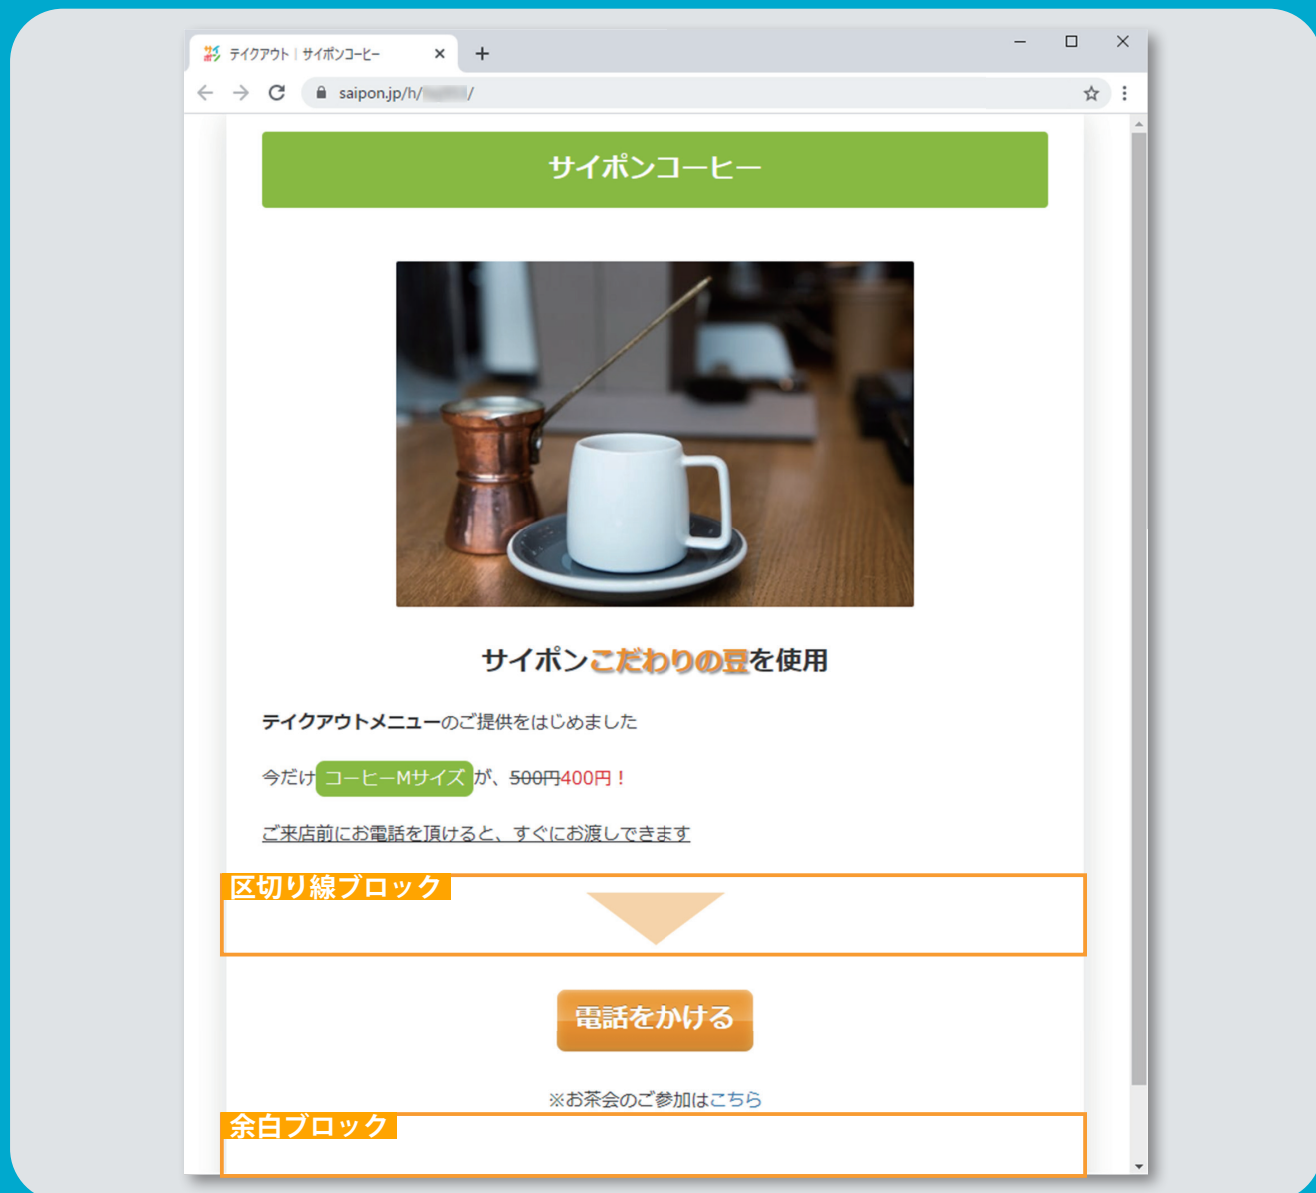 サイポン
テイクアウト | サイポンコーヒー
saipon.jp/h/ /
サイポンコーヒー
サイポンこだわりの豆を使用
テイクアウトメニューのご提供をはじめました
今だけ コーヒーMサイズ が、500円400円！
ご来店前にお電話を頂けると、すぐにお渡しできます
区切り線ブロック
電話をかける
※お茶会のご参加はこちら
余白ブロック